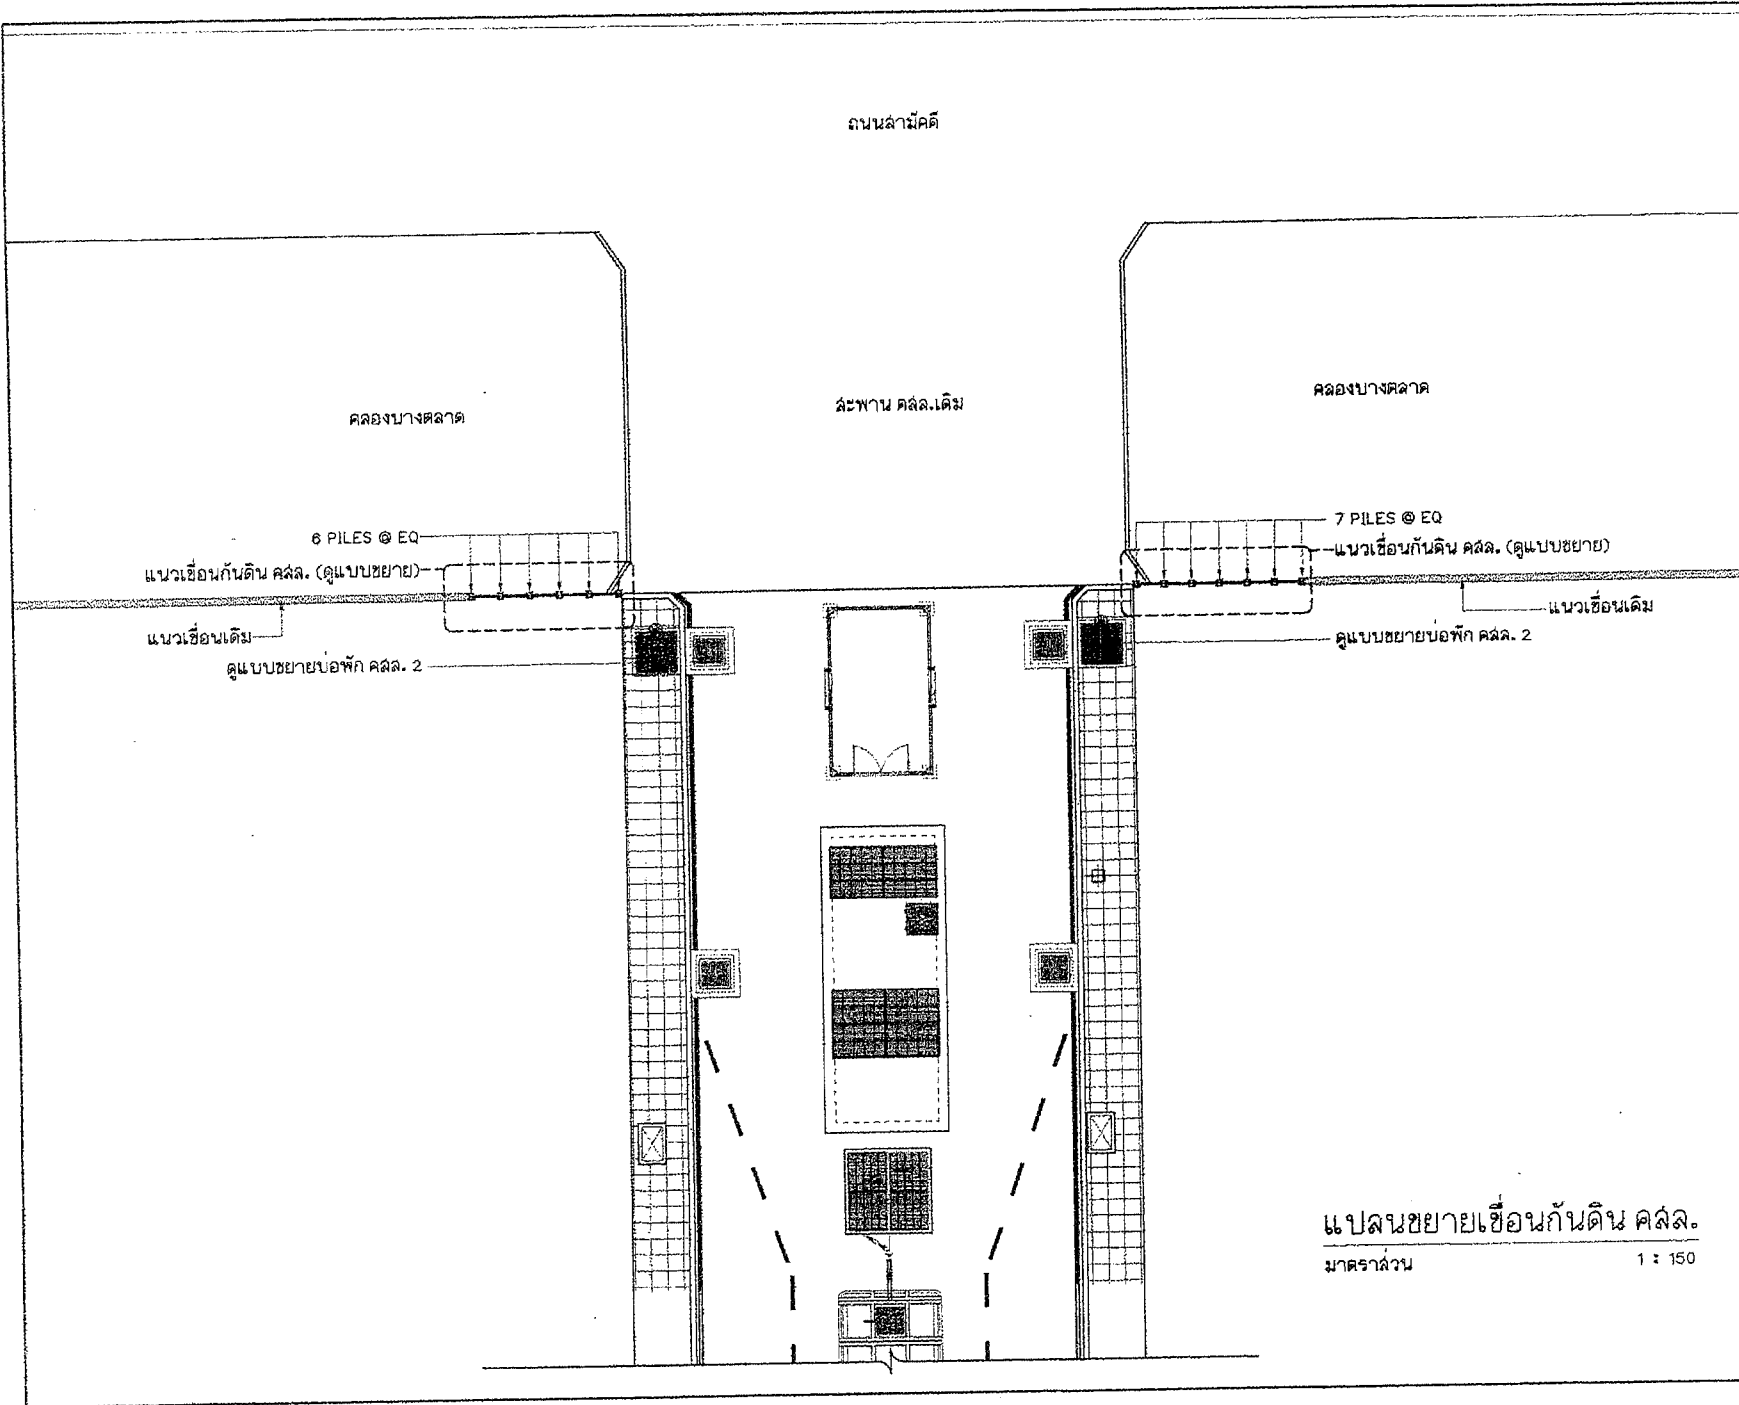 ถนนสามัคคี
คลองบางตลาด
สะพาน คสล.เดิม
คลองบางตลาด
6 PILES @ EQ
แนวเขื่อนกันดิน คสล. (ดูแบบขยาย)
แนวเขื่อนเดิม
ดูแบบขยายบ่อพัก คสล. 2
7 PILES @ EQ
แนวเขื่อนกันดิน คสล. (ดูแบบขยาย)
แนวเขื่อนเดิม
ดูแบบขยายบ่อพัก คสล. 2
แปลนขยายเขื่อนกันดิน คสล.
มาตราส่วน 1 : 150